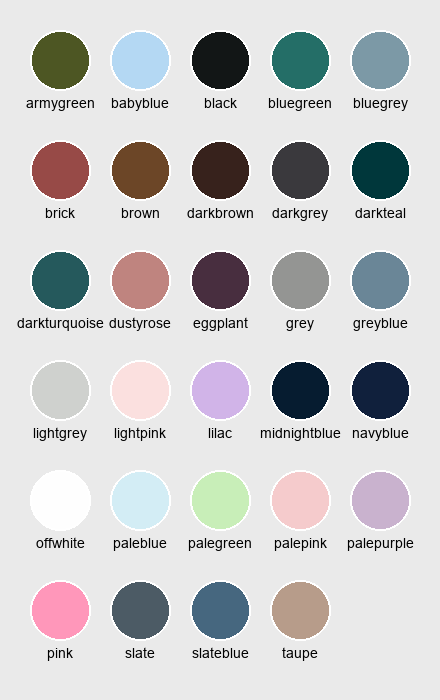 armygreen babyblue black bluegreen bluegrey
brick brown darkbrown darkgrey darkteal
darkturquoise dustyrose eggplant grey greyblue
lightgrey lightpink lilac midnightblue navyblue
offwhite paleblue palegreen palepink palepurple
pink slate slateblue taupe